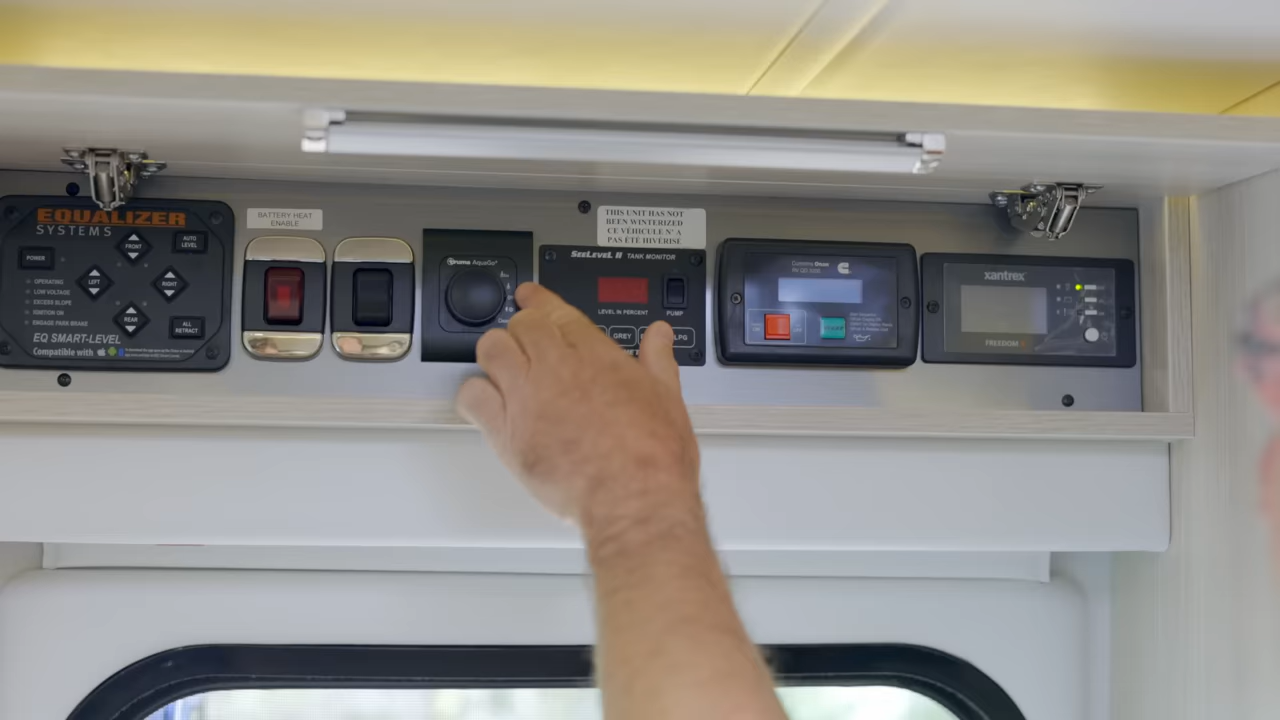 EQUALIZER
SYSTEMS
POWER
FRONT
AUTO
LEVEL
LEFT
RIGHT
REAR
ALL
RETRACT
OPERATING
LOW VOLTAGE
EXCESS SLOPE
IGNITION ON
ENGAGE PARK BRAKE
EQ SMART-LEVEL
Compatible with
BATTERY HEAT
ENABLE
Truma AquaGo
THIS UNIT HAS NOT
BEEN WINTERIZED
CE VÉHICULE N' A
PAS ÉTÉ HIVÉRISÉ
SEELEVEL II TANK MONITOR
LEVEL IN PERCENT
PUMP
GREY
LPG
Cummins Onan
xantrex
FREEDOM